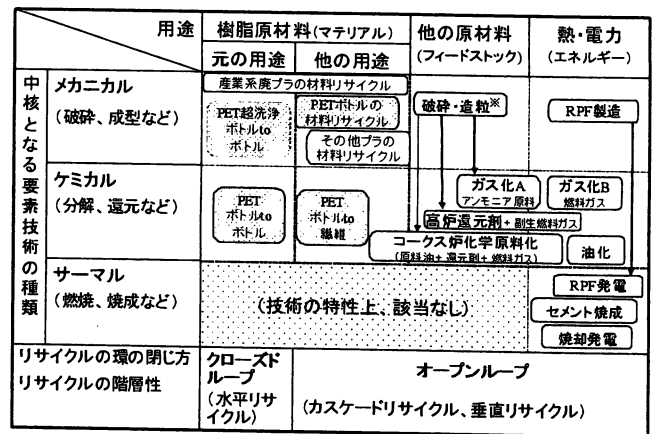 用途
樹脂原材料(マテリアル)
元の用途
他の用途
他の原材料
(フィードストック)
熱・電力
(エネルギー)
中核となる要素技術の種類
メカニカル
(破砕、成型など)
産業系廃プラの材料リサイクル
PET超洗浄
ボトルto
ボトル
PETボトルの
材料リサイクル
その他プラの
材料リサイクル
破砕・造粒※
RPF製造
ケミカル
(分解、還元など)
PET
ボトルto
ボトル
PET
ボトルto
繊維
ガス化A
アンモニア原料
ガス化B
燃料ガス
高炉還元剤+副生燃料ガス
コークス炉化学原料化
(原料油+還元剤+燃料ガス)
油化
サーマル
(燃焼、焼成など)
(技術の特性上、該当なし)
RPF発電
セメント焼成
焼却発電
リサイクルの環の閉じ方
リサイクルの階層性
クローズド
ループ
(水平リサ
イクル)
オープンループ
(カスケードリサイクル、垂直リサイクル)